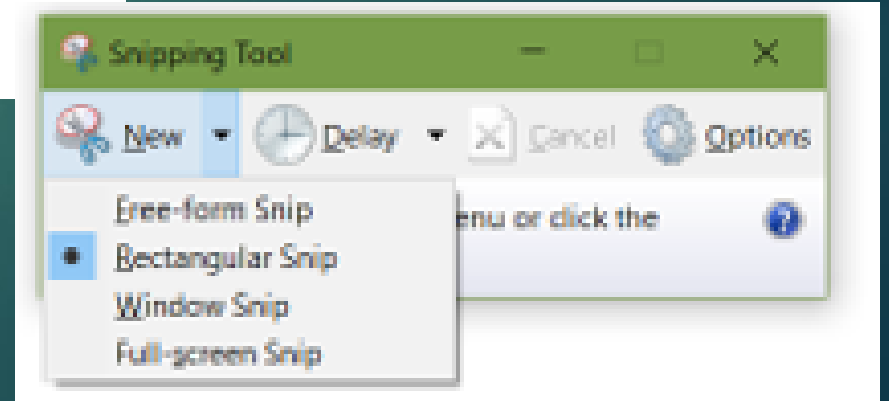 Snipping Tool
New Delay Cancel Options
Free-form Snip
enu or click the
Rectangular Snip
Window Snip
Full-screen Snip